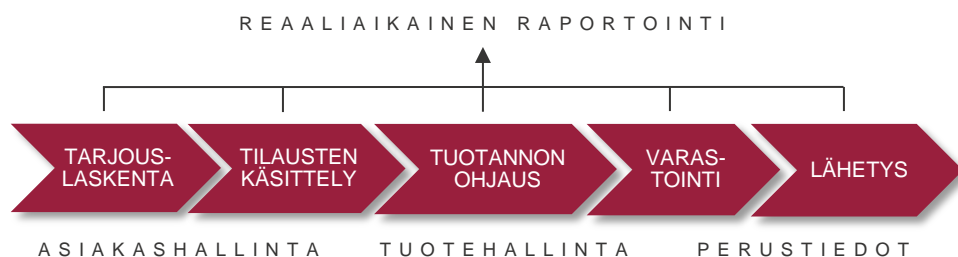 REAALIAIKAINEN RAPORTOINTI
TARJOUS-
LASKENTA
TILAUSTEN
KÄSITTELY
TUOTANNON
OHJAUS
VARAS-
TOINTI
LÄHETYS
ASIAKASHALLINTA
TUOTEHALLINTA
PERUSTIEDOT